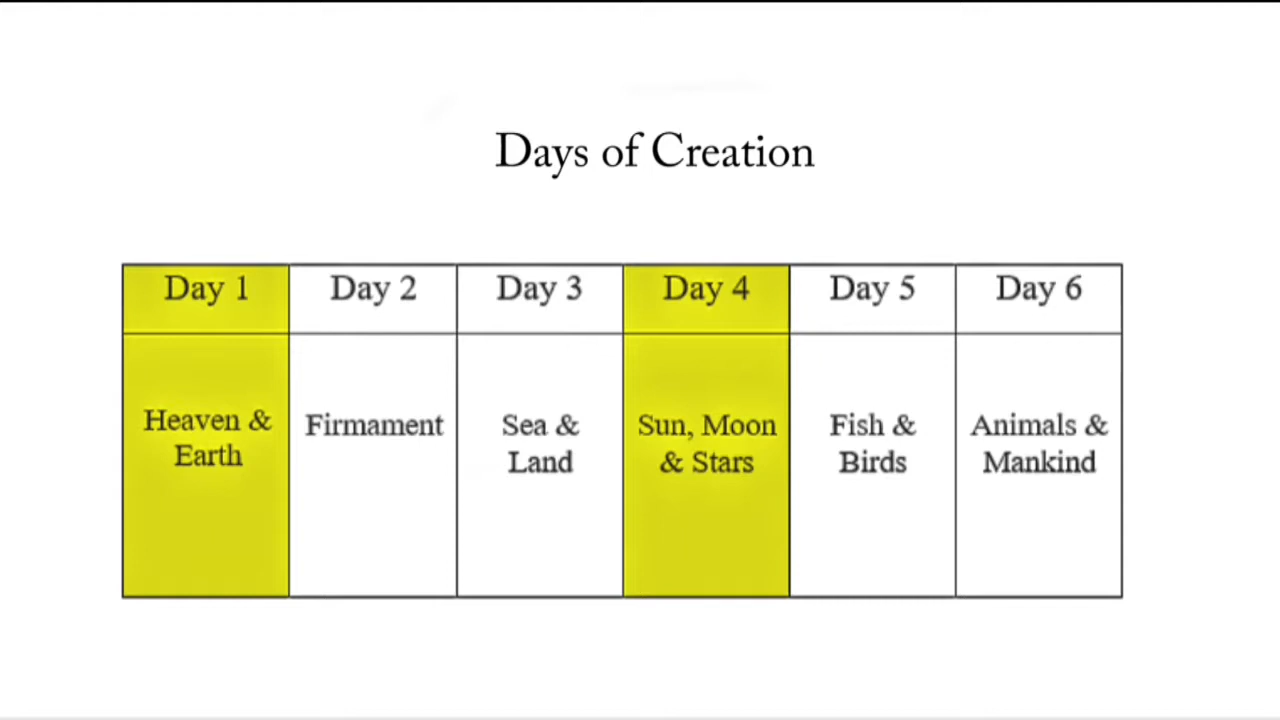 Days of Creation
Day 1
Day 2
Day 3
Day 4
Day 5
Day 6
Heaven &
Earth
Firmament
Sea &
Land
Sun, Moon
& Stars
Fish &
Birds
Animals &
Mankind